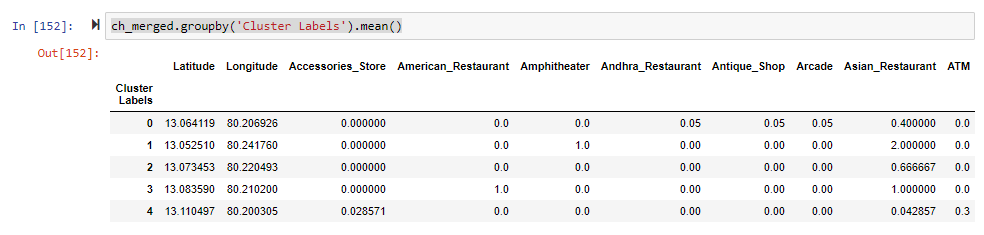 In [152]: ch_merged.groupby('Cluster Labels').mean()
Out[152]:
Latitude Longitude Accessories_Store American_Restaurant Amphitheater Andhra_Restaurant Antique_Shop Arcade Asian_Restaurant ATM
Cluster
Labels
0 13.064119 80.206926 0.000000 0.0 0.0 0.05 0.05 0.05 0.400000 0.0
1 13.052510 80.241760 0.000000 0.0 1.0 0.00 0.00 0.00 2.000000 0.0
2 13.073453 80.220493 0.000000 0.0 0.0 0.00 0.00 0.00 0.666667 0.0
3 13.083590 80.210200 0.000000 1.0 0.0 0.00 0.00 0.00 1.000000 0.0
4 13.110497 80.200305 0.028571 0.0 0.0 0.00 0.00 0.00 0.042857 0.3